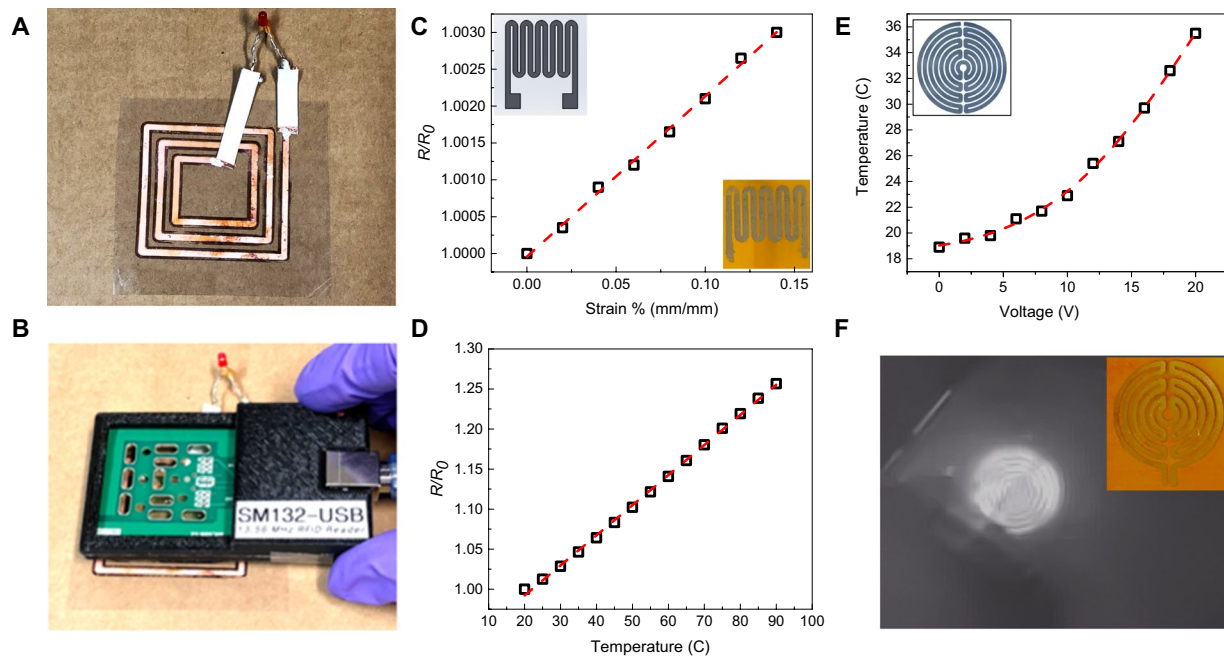 A
B
SM132-USB
13.56 MHz RFID Reader
C
R/R0
1.0030
1.0025
1.0020
1.0015
1.0010
1.0005
1.0000
0.00 0.05 0.10 0.15
Strain % (mm/mm)
D
R/R0
1.30
1.25
1.20
1.15
1.10
1.05
1.00
10 20 30 40 50 60 70 80 90 100
Temperature (C)
E
Temperature (C)
36
34
32
30
28
26
24
22
20
18
0 5 10 15 20
Voltage (V)
F